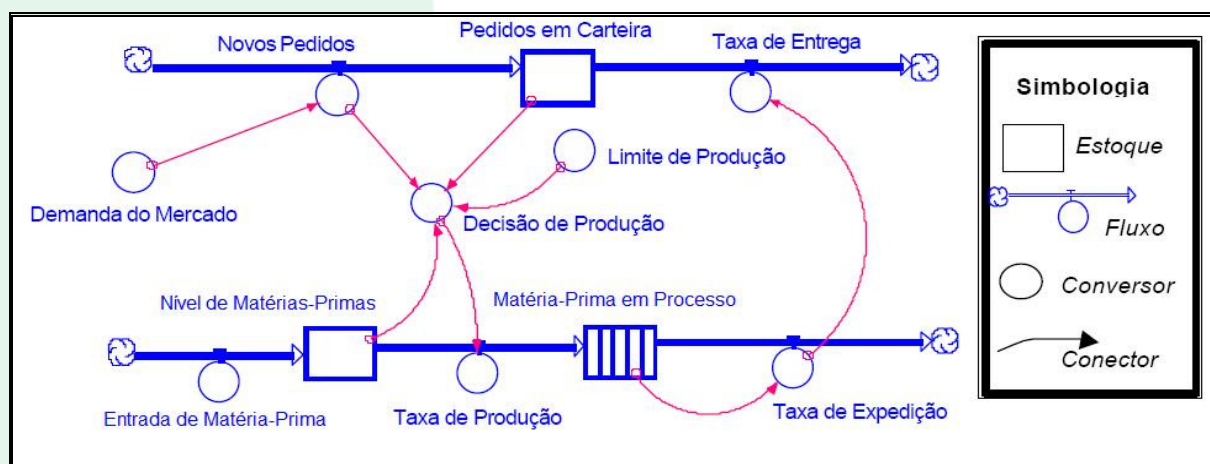 Novos Pedidos
Pedidos em Carteira
Taxa de Entrega
Demanda do Mercado
Limite de Produção
Decisão de Produção
Nível de Matérias-Primas
Matéria-Prima em Processo
Entrada de Matéria-Prima
Taxa de Produção
Taxa de Expedição
Simbologia
Estoque
Fluxo
Conversor
Conector